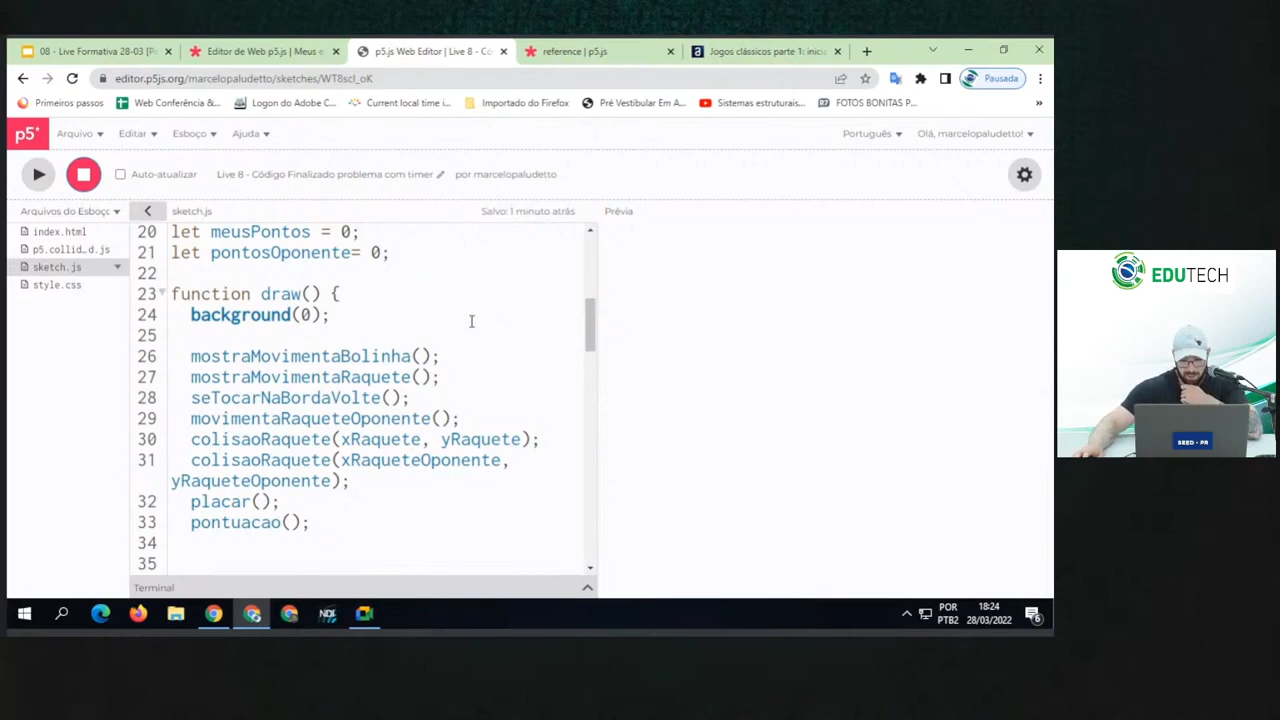 08 - Live Formativa 28-03 [P
Editor de Web p5.js | Meus e
p5.js Web Editor | Live 8 - Có
reference | p5.js
Jogos clássicos parte 1: inicia
editor.p5js.org/marcelopaludetto/sketches/WT8scl_oK
Pausada
Primeiros passos
Web Conferência &...
Logon do Adobe C...
Current local time i...
Importado do Firefox
Pré Vestibular Em A...
Sistemas estruturais...
FOTOS BONITAS P...
»
p5*
Arquivo
Editar
Esboço
Ajuda
Português
Olá, marcelopaludetto!
Auto-atualizar
Live 8 - Código Finalizado problema com timer
por marcelopaludetto
Arquivos do Esboç
sketch.js
Salvo: 1 minuto atrás
Prévia
index.html
p5.collid...d.js
sketch.js
style.css
20 let meusPontos = 0;
21 let pontosOponente= 0;
22
23 function draw() {
24 background(0);
25
26 mostraMovimentaBolinha();
27 mostraMovimentaRaquete();
28 seTocarNaBordaVolte();
29 movimentaRaqueteOponente();
30 colisaoRaquete(xRaquete, yRaquete);
31 colisaoRaquete(xRaqueteOponente,
yRaqueteOponente);
32 placar();
33 pontuacao();
34
35
Terminal
POR
PTB2
18:24
28/03/2022
6
EDUTECH
SEED - PR